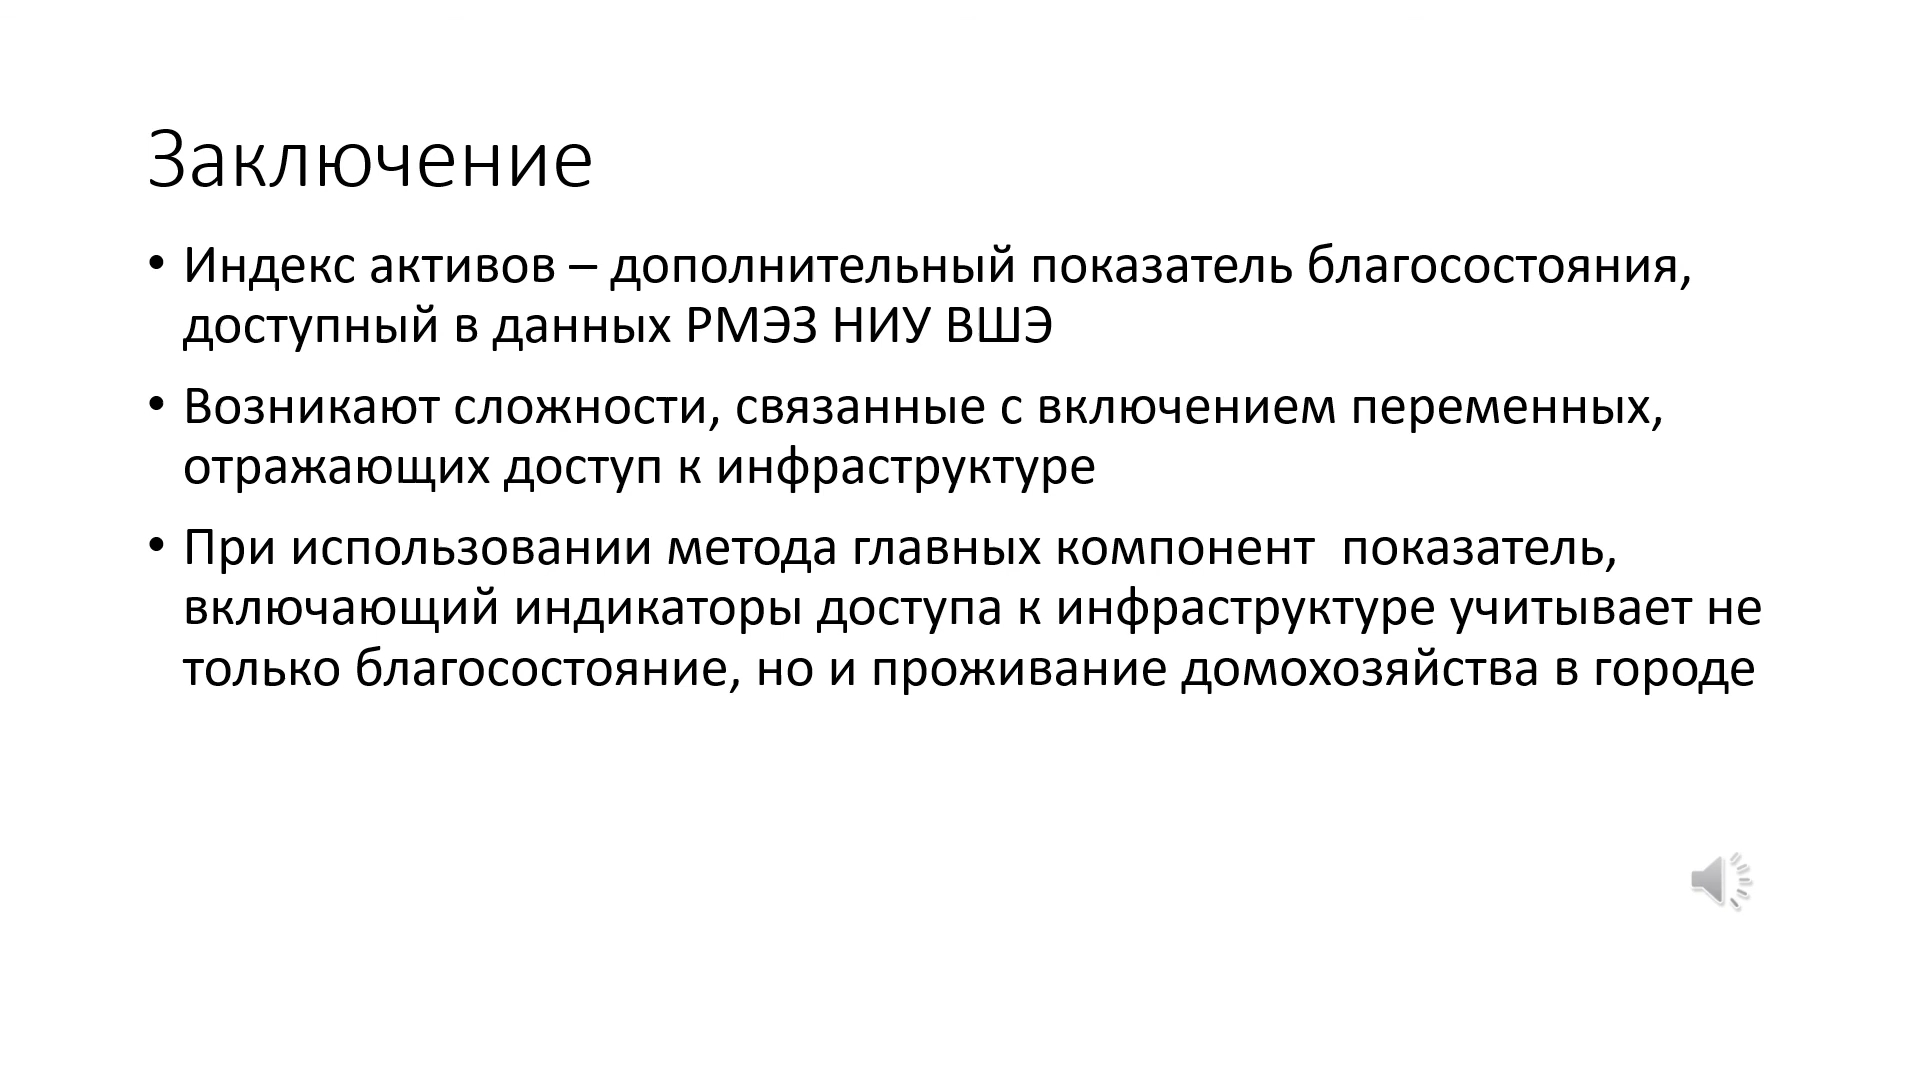 Заключение
• Индекс активов – дополнительный показатель благосостояния,
доступный в данных РМЭЗ НИУ ВШЭ
• Возникают сложности, связанные с включением переменных,
отражающих доступ к инфраструктуре
• При использовании метода главных компонент  показатель,
включающий индикаторы доступа к инфраструктуре учитывает не
только благосостояние, но и проживание домохозяйства в городе